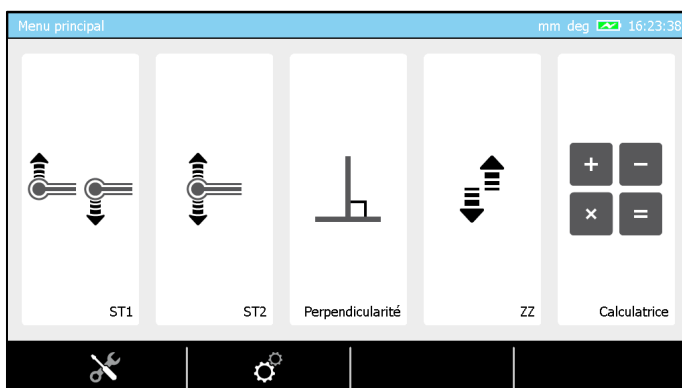 Menu principal mm deg 16:23:38
+ −
× =
ST1 ST2 Perpendicularité ZZ Calculatrice